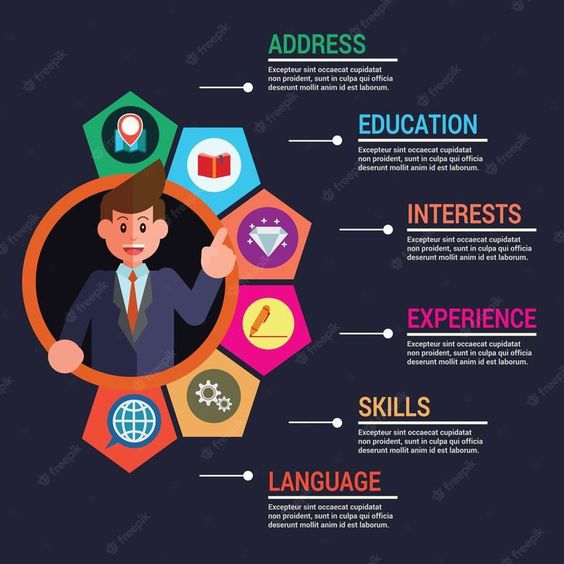 ADDRESS
Excepteur sint occaecat cupidatat
non proident, sunt in culpa qui officia
deserunt mollit anim id est laborum.
EDUCATION
Excepteur sint occaecat cupidatat
non proident, sunt in culpa qui officia
deserunt mollit anim id est laborum.
INTERESTS
Excepteur sint occaecat cupidatat
non proident, sunt in culpa qui officia
deserunt mollit anim id est laborum.
EXPERIENCE
Excepteur sint occaecat cupidatat
non proident, sunt in culpa qui officia
deserunt mollit anim id est laborum.
SKILLS
Excepteur sint occaecat cupidatat
non proident, sunt in culpa qui officia
deserunt mollit anim id est laborum.
LANGUAGE
Excepteur sint occaecat cupidatat
non proident, sunt in culpa qui officia
deserunt mollit anim id est laborum.
freepik